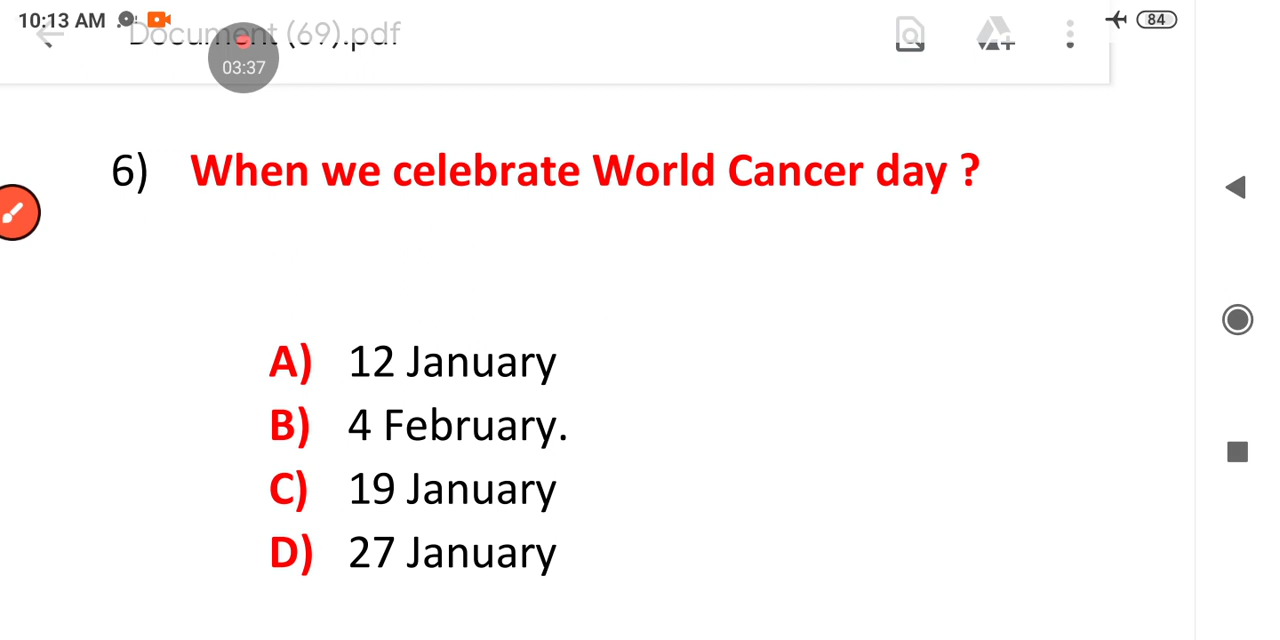 10:13 AM
Document (69).pdf
84
03:37
6) When we celebrate World Cancer day ?
A) 12 January
B) 4 February.
C) 19 January
D) 27 January